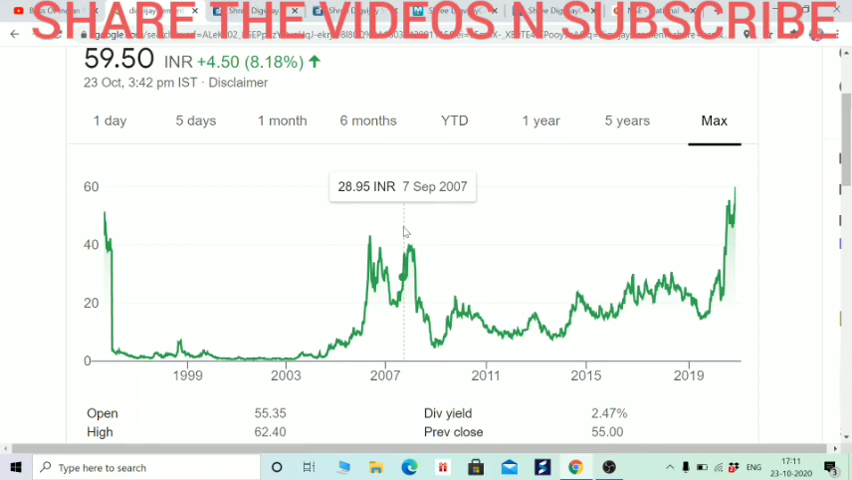 SHARE THE VIDEOS N SUBSCRIBE
59.50 INR +4.50 (8.18%) ↑
23 Oct, 3:42 pm IST · Disclaimer
1 day 5 days 1 month 6 months YTD 1 year 5 years Max
28.95 INR 7 Sep 2007
60
40
20
0
1999 2003 2007 2011 2015 2019
Open 55.35 Div yield 2.47%
High 62.40 Prev close 55.00
Type here to search
ENG
17:11
23-10-2020
3